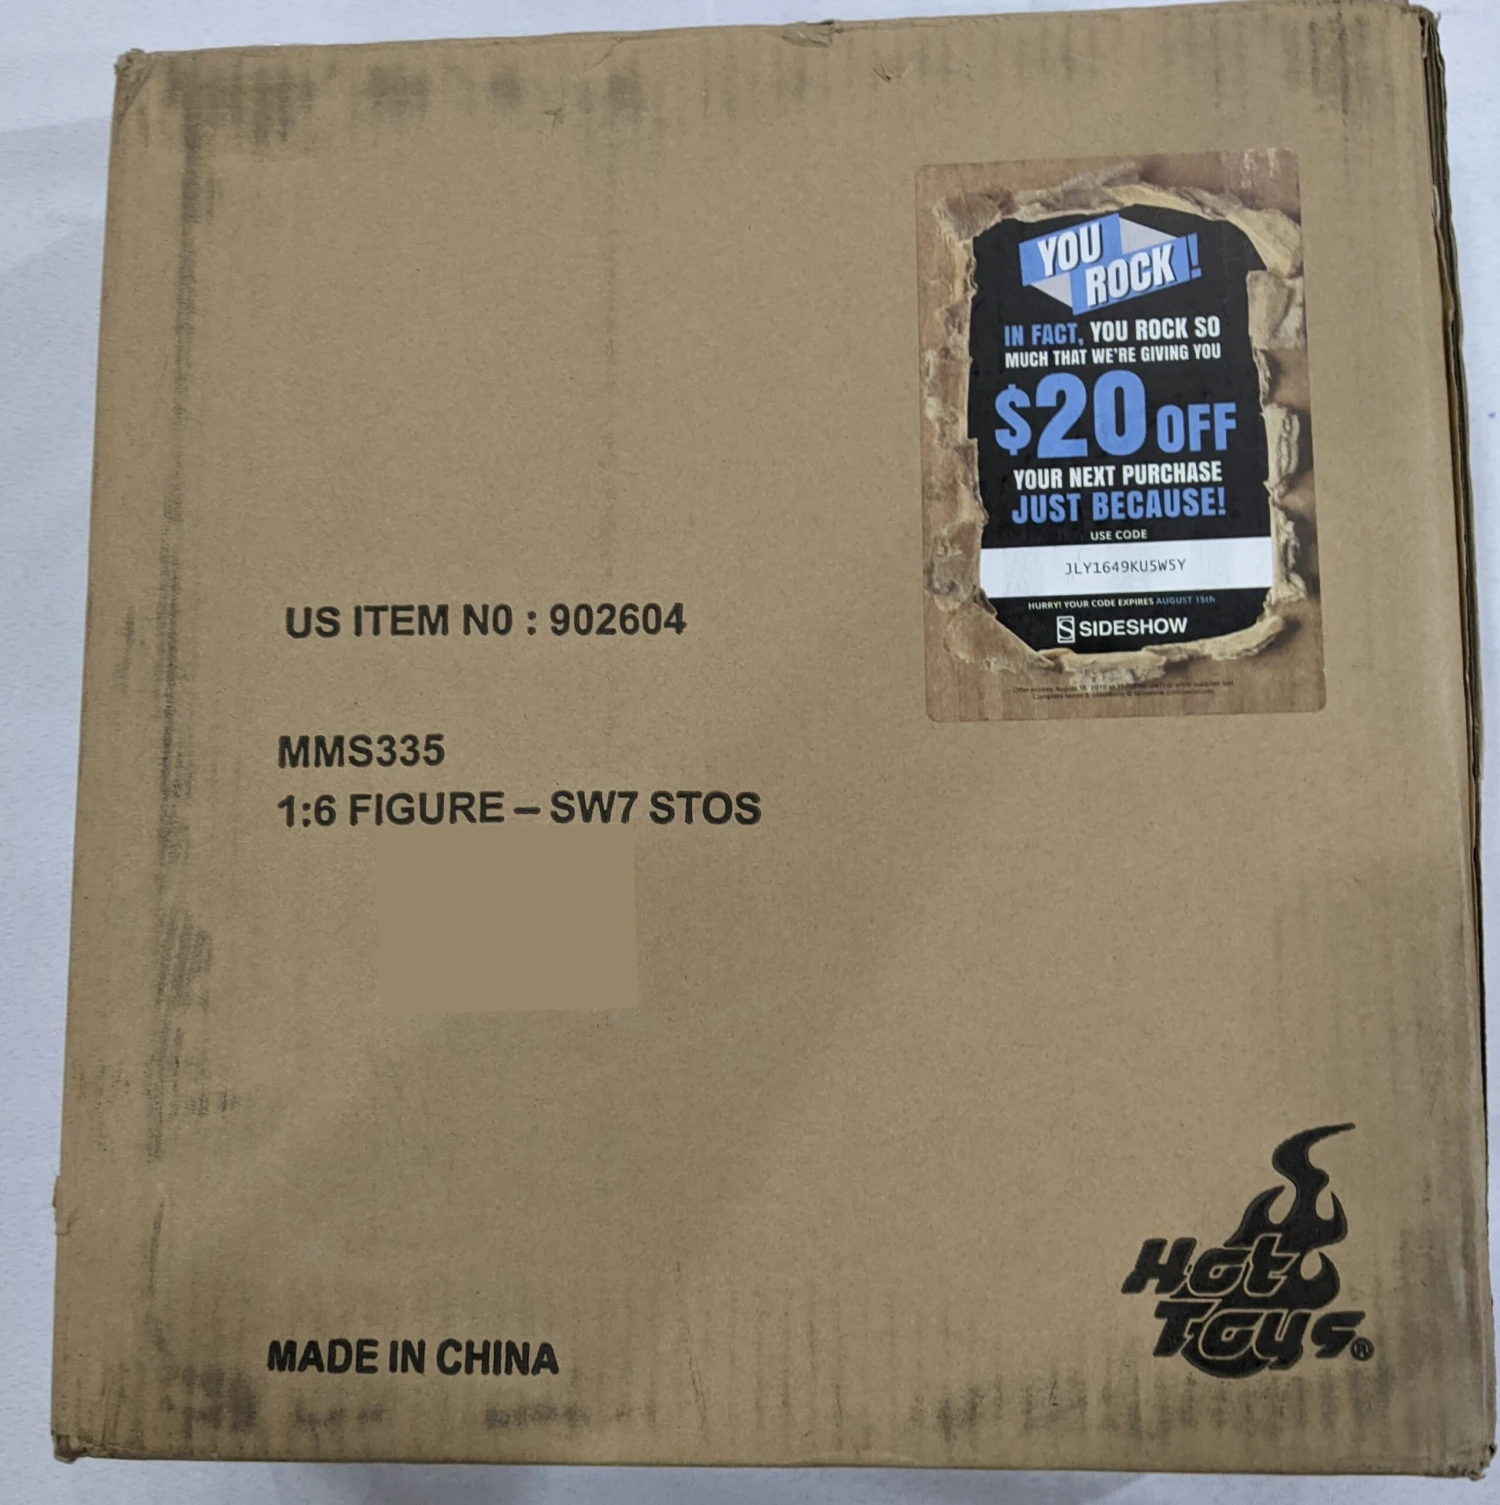 YOU
ROCK!
IN FACT, YOU ROCK SO
MUCH THAT WE'RE GIVING YOU
$20 OFF
YOUR NEXT PURCHASE
JUST BECAUSE!
USE CODE
JLY1649KU5W5Y
HURRY! YOUR CODE EXPIRES AUGUST 15th
SIDESHOW
US ITEM NO : 902604
MMS335
1:6 FIGURE – SW7 STOS
Hot
Toys®
MADE IN CHINA